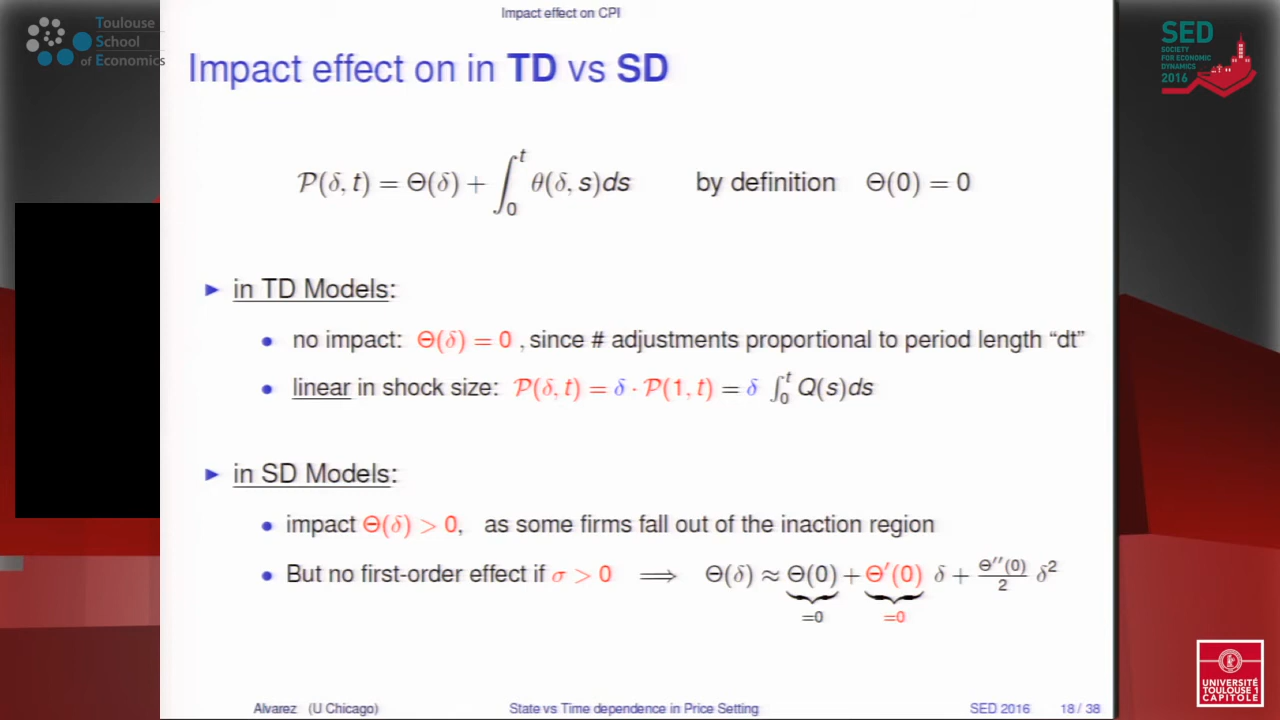 Impact effect on CPI
Toulouse
School
of Economics
SED
SOCIETY
FOR ECONOMIC
DYNAMICS
2016
Impact effect on in TD vs SD
𝒫(δ, t) = Θ(δ) + ∫₀ᵗ θ(δ, s)ds by definition Θ(0) = 0
▶ in TD Models:
• no impact: Θ(δ) = 0 , since # adjustments proportional to period length “dt”
• linear in shock size: 𝒫(δ, t) = δ · 𝒫(1, t) = δ ∫₀ᵗ Q(s)ds
▶ in SD Models:
• impact Θ(δ) > 0, as some firms fall out of the inaction region
• But no first-order effect if σ > 0 ⟹ Θ(δ) ≈ Θ(0) + Θ′(0) δ + Θ′′(0)/2 δ²
=0 =0
Alvarez (U Chicago) State vs Time dependence in Price Setting SED 2016 18 / 38
UNIVERSITÉ
TOULOUSE 1
CAPITOLE